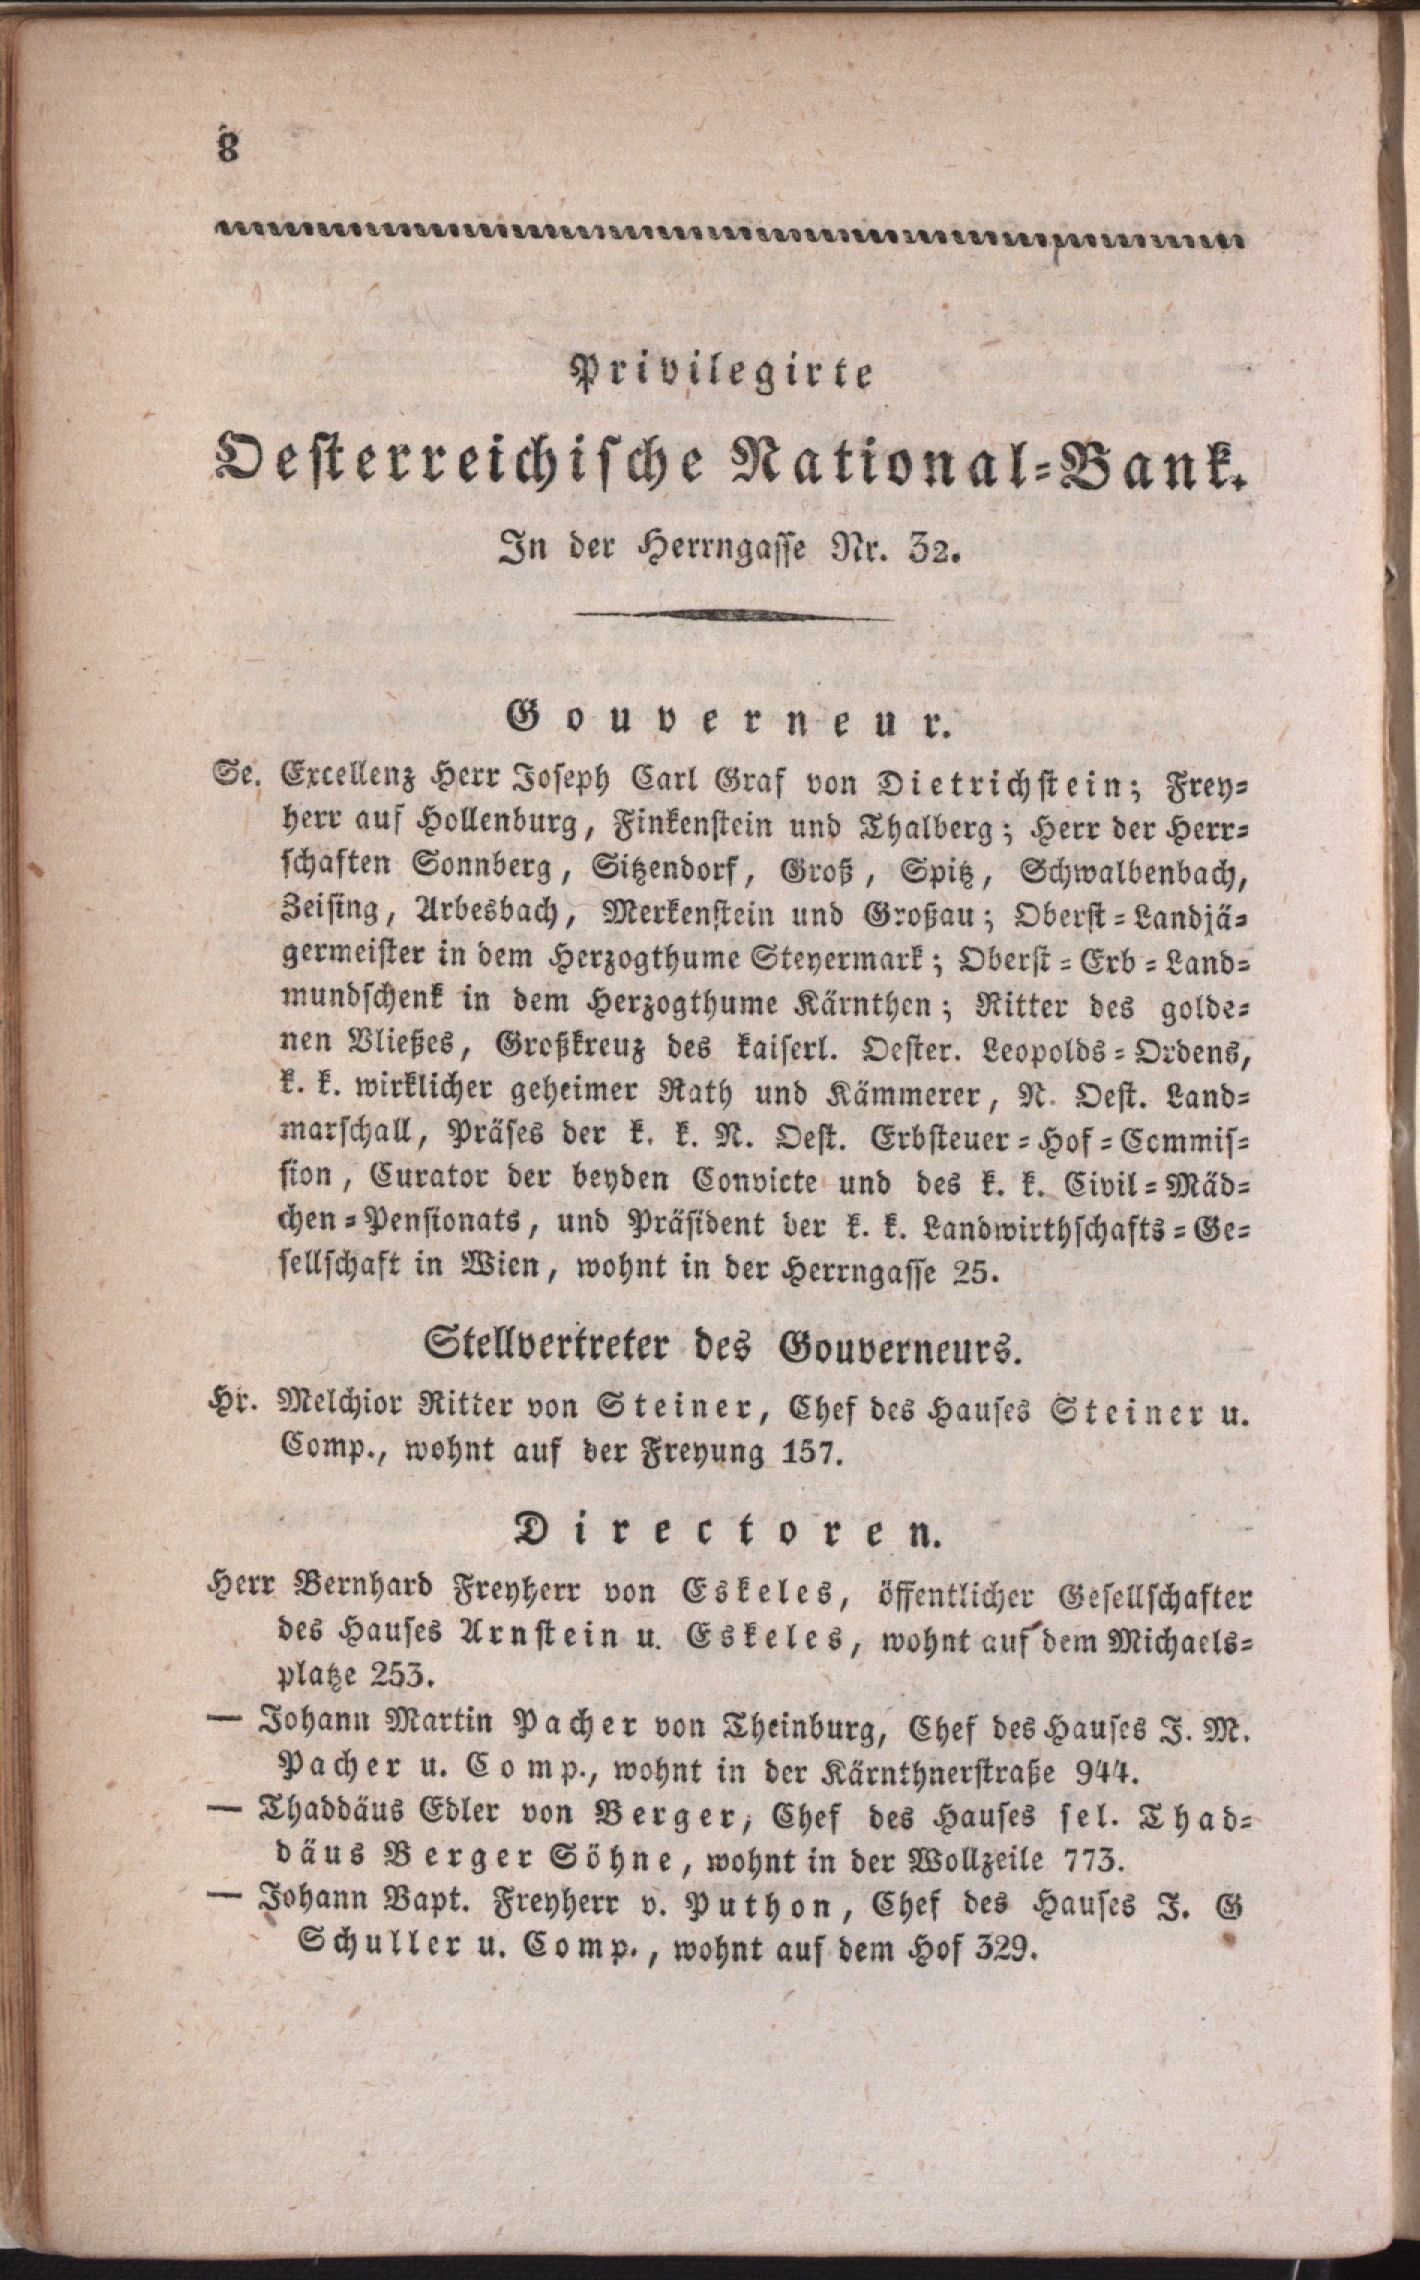 8
Privilegirte
Oesterreichische National-Bank.
In der Herrngasse Nr. 32.
Gouverneur.
Se. Excellenz Herr Joseph Carl Graf von Dietrichstein; Frey-
herr auf Hollenburg, Finkenstein und Thalberg; Herr der Herr-
schaften Sonnberg, Sitzendorf, Groß, Spitz, Schwalbenbach,
Zeising, Arbesbach, Merkenstein und Großau; Oberst-Landjä-
germeister in dem Herzogthume Steyermark; Oberst-Erb-Land-
mundschenk in dem Herzogthume Kärnthen; Ritter des golde-
nen Vließes, Großkreuz des kaiserl. Oester. Leopolds-Ordens,
k. k. wirklicher geheimer Rath und Kämmerer, N. Oest. Land-
marschall, Präses der k. k. N. Oest. Erbsteuer-Hof-Commis-
sion, Curator der beyden Convicte und des k. k. Civil-Mäd-
chen-Pensionats, und Präsident der k. k. Landwirthschafts-Ge-
sellschaft in Wien, wohnt in der Herrngasse 25.
Stellvertreter des Gouverneurs.
Hr. Melchior Ritter von Steiner, Chef des Hauses Steiner u.
Comp., wohnt auf der Freyung 157.
Directoren.
Herr Bernhard Freyherr von Eskeles, öffentlicher Gesellschafter
des Hauses Arnstein u. Eskeles, wohnt auf dem Michaels-
platze 253.
— Johann Martin Pacher von Theinburg, Chef des Hauses J. M.
Pacher u. Comp., wohnt in der Kärnthnerstraße 944.
— Thaddäus Edler von Berger, Chef des Hauses sel. Thad-
däus Berger Söhne, wohnt in der Wollzeile 773.
— Johann Bapt. Freyherr v. Puthon, Chef des Hauses J. G
Schuller u. Comp., wohnt auf dem Hof 329.